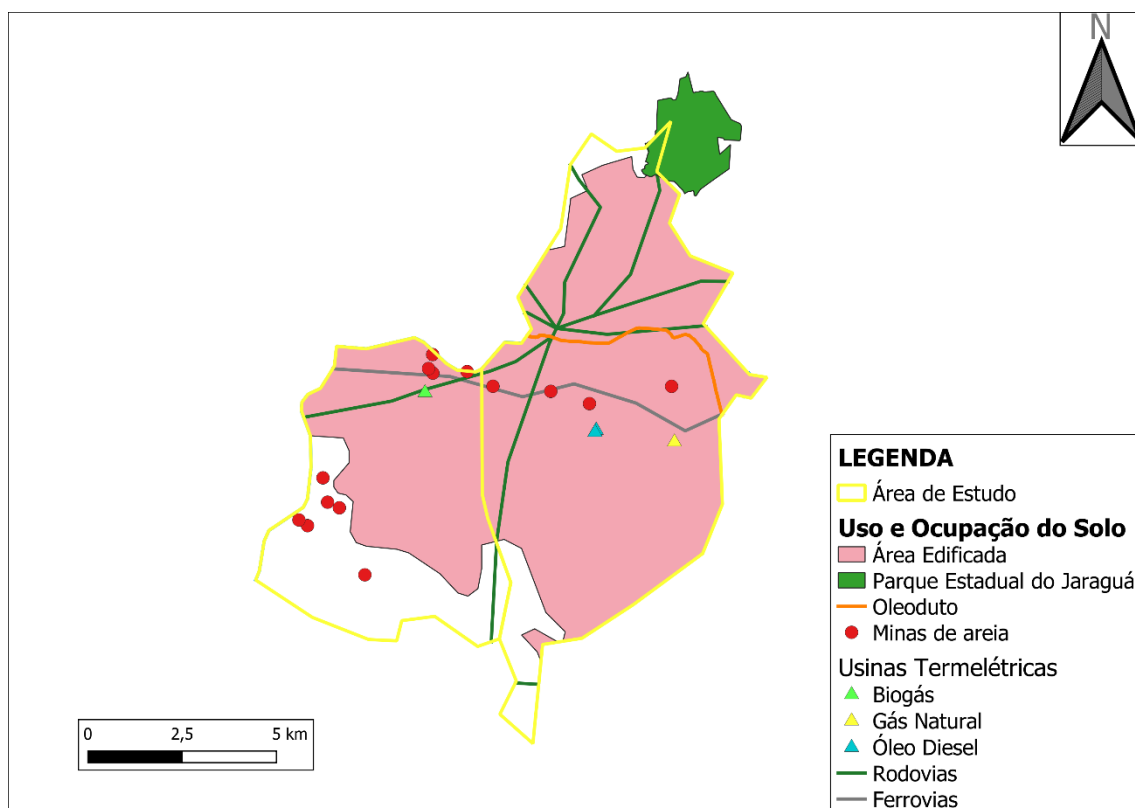 N
LEGENDA
Área de Estudo
Uso e Ocupação do Solo
Área Edificada
Parque Estadual do Jaraguá
Oleoduto
Minas de areia
Usinas Termelétricas
Biogás
Gás Natural
Óleo Diesel
Rodovias
Ferrovias
0 2,5 5 km